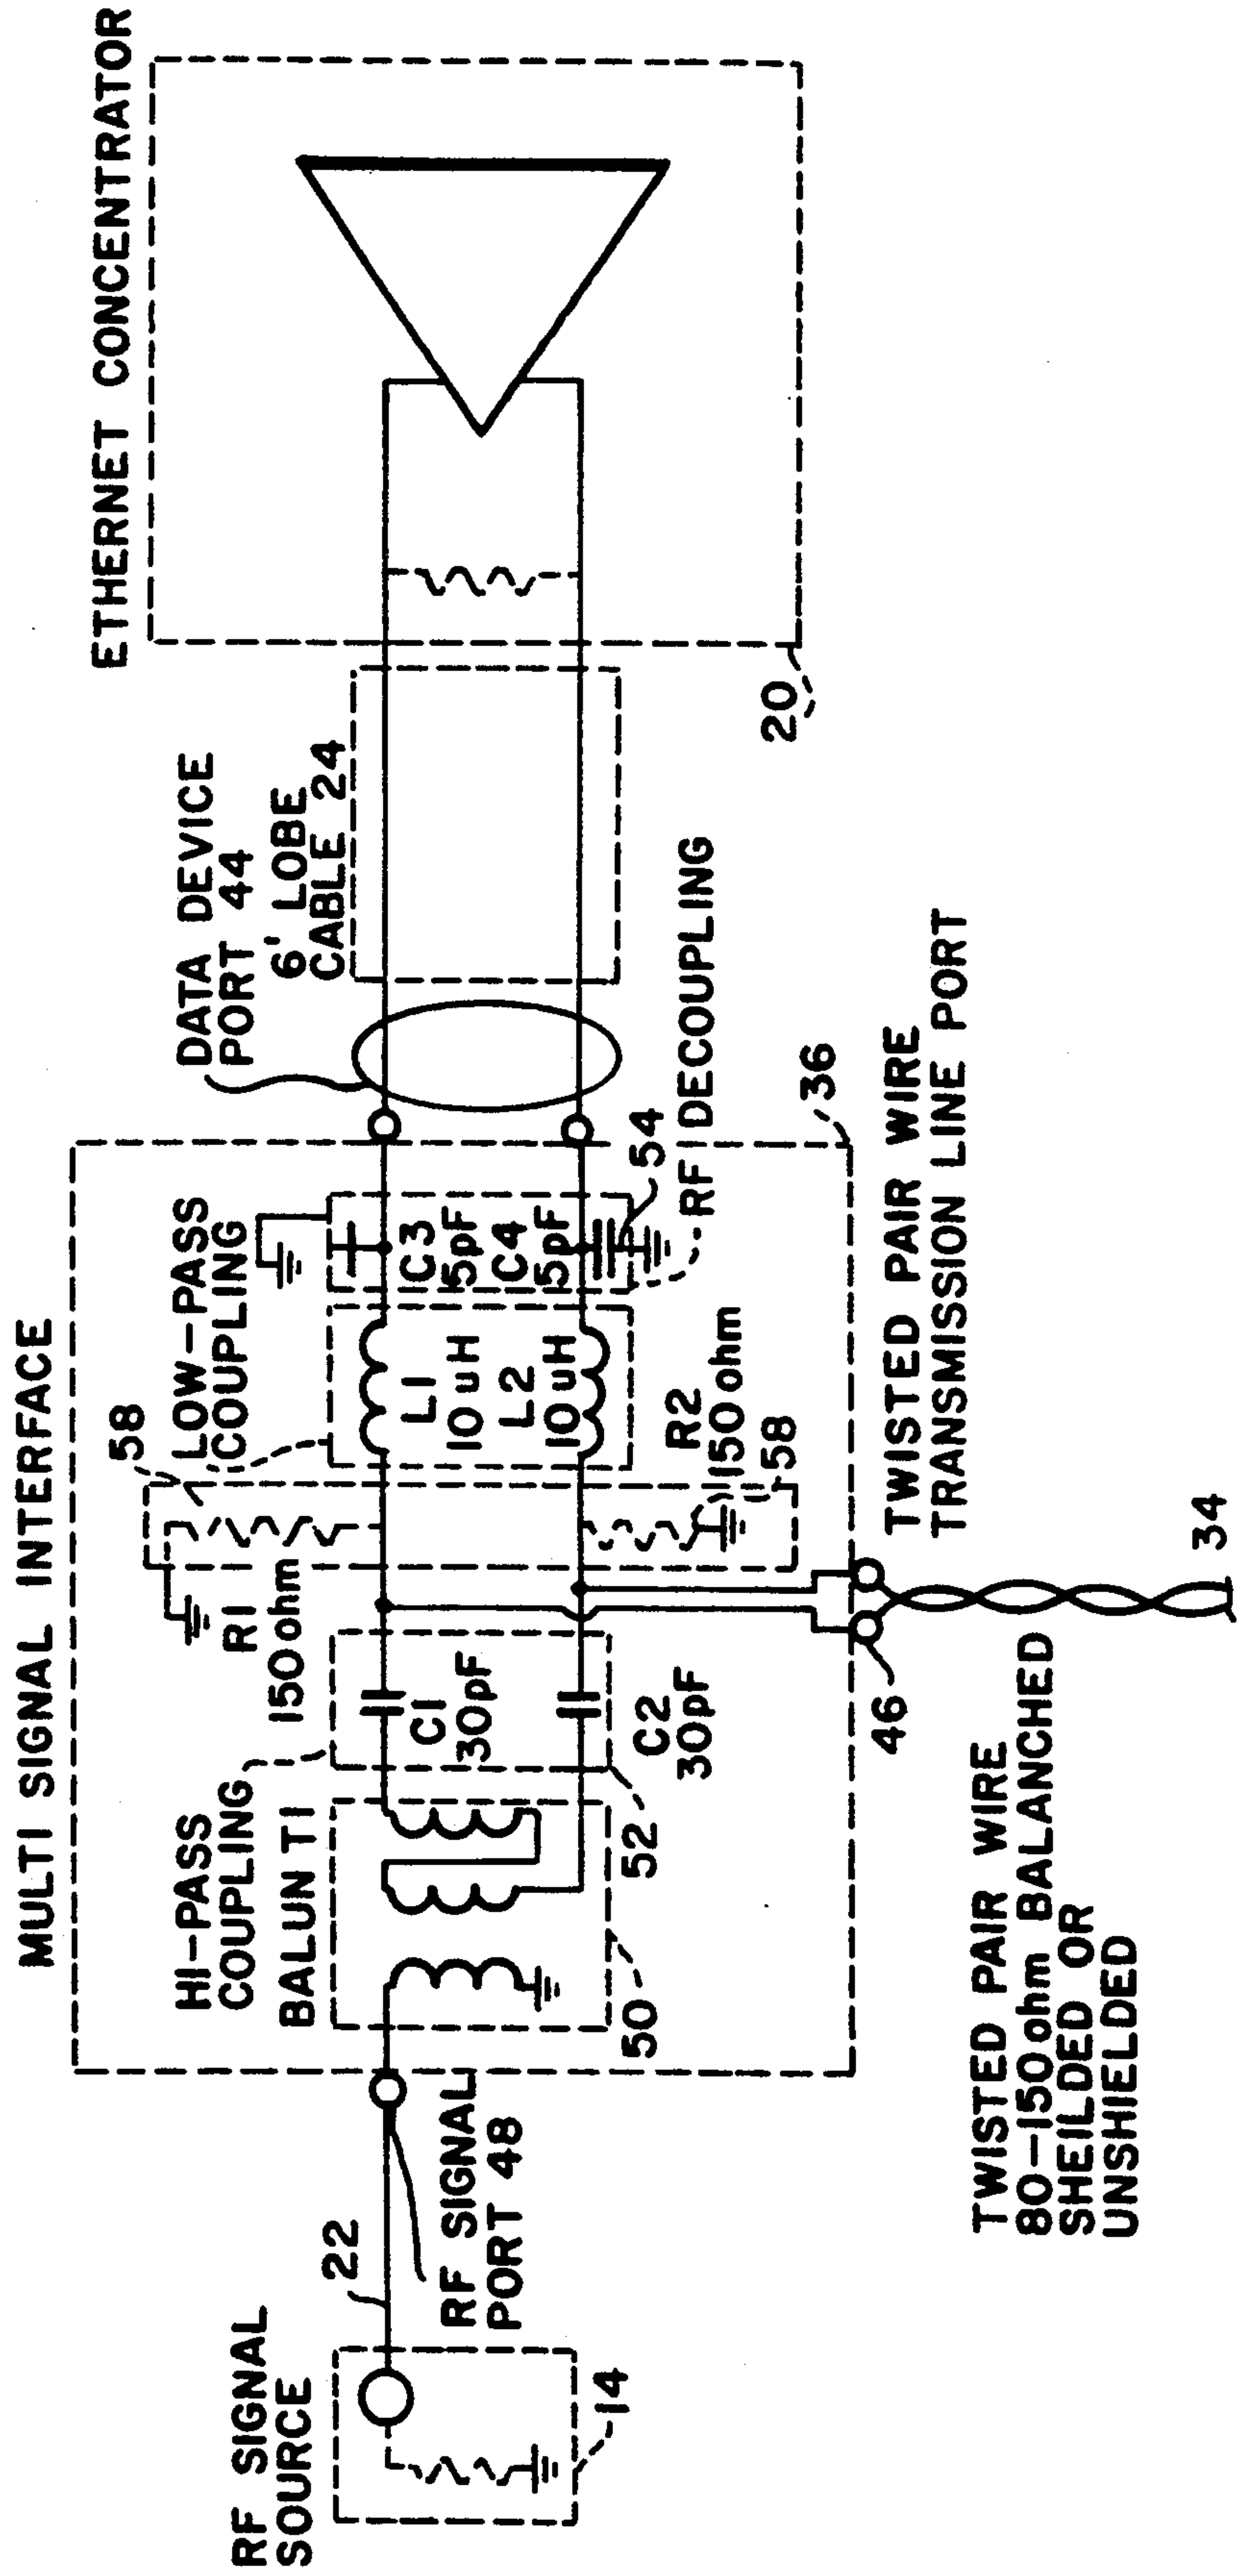 MULTI SIGNAL INTERFACE
ETHERNET CONCENTRATOR
RF SIGNAL
SOURCE
14
22
RF SIGNAL
PORT 48
HI-PASS
COUPLING
BALUN T1
50
52
C1
30pF
C2
30pF
R1
150 ohm
58
LOW-PASS
COUPLING
L1
10uH
L2
10uH
R2
150 ohm
58
C3
5pF
C4
5pF
54
RF DECOUPLING
36
DATA DEVICE
PORT 44
6' LOBE
CABLE 24
20
46
TWISTED PAIR WIRE
TRANSMISSION LINE PORT
34
TWISTED PAIR WIRE
80-150 ohm BALANCHED
SHEILDED OR
UNSHIELDED